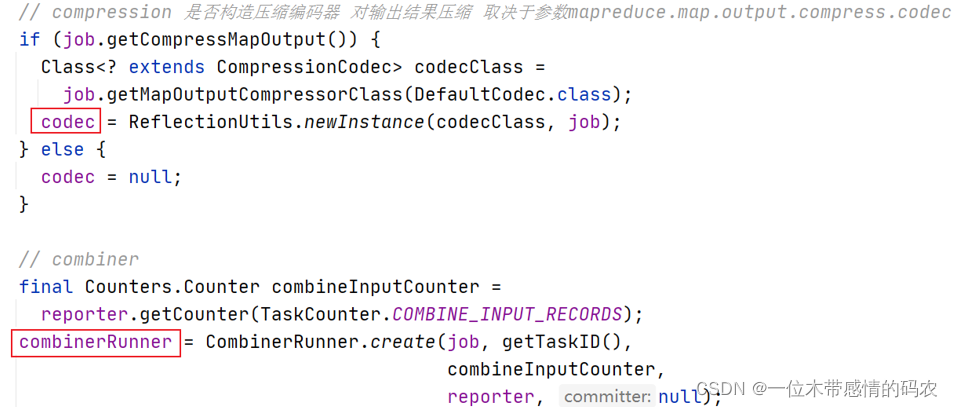 // compression 是否构造压缩编码器 对输出结果压缩 取决于参数mapreduce.map.output.compress.codec
if (job.getCompressMapOutput()) {
  Class<? extends CompressionCodec> codecClass =
    job.getMapOutputCompressorClass(DefaultCodec.class);
  codec = ReflectionUtils.newInstance(codecClass, job);
} else {
  codec = null;
}
// combiner
final Counters.Counter combineInputCounter =
  reporter.getCounter(TaskCounter.COMBINE_INPUT_RECORDS);
combinerRunner = CombinerRunner.create(job, getTaskID(),
                                       combineInputCounter,
                                       reporter, committer: null);
CSDN @一位木带感情的码农